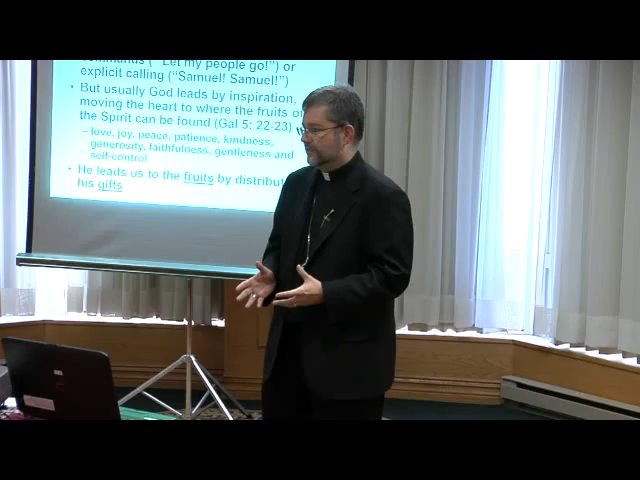 commands ("Let my people go!") or
explicit calling ("Samuel! Samuel!")
• But usually God leads by inspiration,
moving the heart to where the fruits of
the Spirit can be found (Gal 5: 22-23)
– love, joy, peace, patience, kindness,
generosity, faithfulness, gentleness and
self-control
• He leads us to the fruits by
his gifts